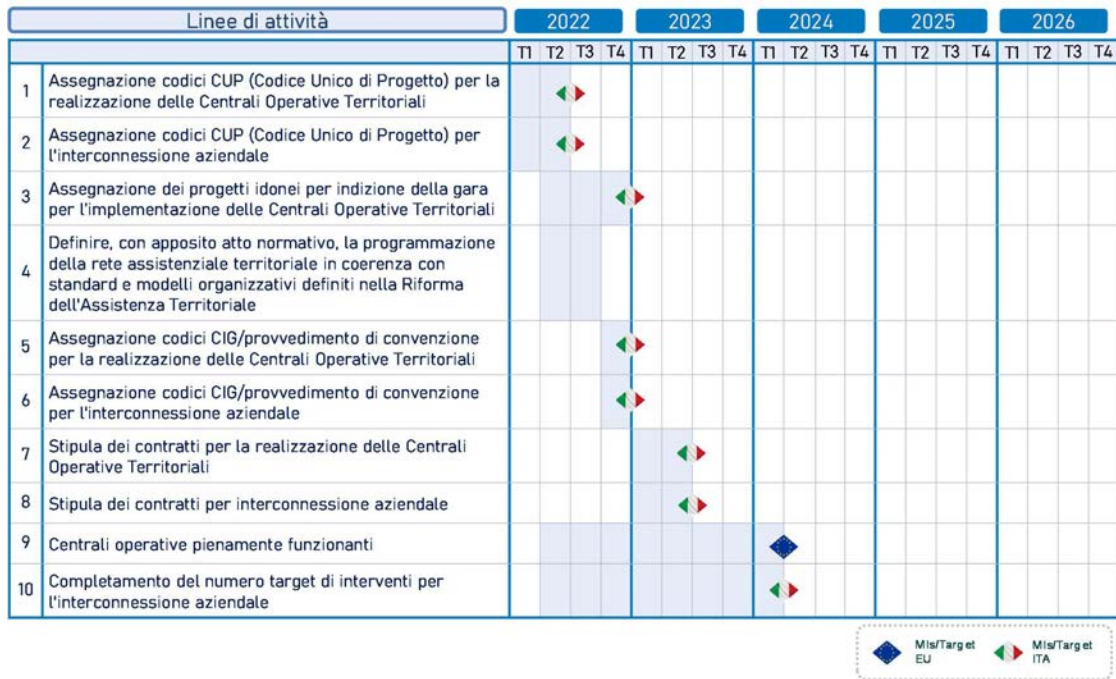 Linee di attività 2022 2023 2024 2025 2026
T1 T2 T3 T4 T1 T2 T3 T4 T1 T2 T3 T4 T1 T2 T3 T4 T1 T2 T3 T4
1 Assegnazione codici CUP (Codice Unico di Progetto) per la
realizzazione delle Centrali Operative Territoriali
2 Assegnazione codici CUP (Codice Unico di Progetto) per
l'interconnessione aziendale
3 Assegnazione dei progetti idonei per indizione della gara
per l'implementazione delle Centrali Operative Territoriali
4 Definire, con apposito atto normativo, la programmazione
della rete assistenziale territoriale in coerenza con
standard e modelli organizzativi definiti nella Riforma
dell'Assistenza Territoriale
5 Assegnazione codici CIG/provvedimento di convenzione
per la realizzazione delle Centrali Operative Territoriali
6 Assegnazione codici CIG/provvedimento di convenzione
per l'interconnessione aziendale
7 Stipula dei contratti per la realizzazione delle Centrali
Operative Territoriali
8 Stipula dei contratti per interconnessione aziendale
9 Centrali operative pienamente funzionanti
10 Completamento del numero target di interventi per
l'interconnessione aziendale
Mls/Target
EU
Mls/Target
ITA